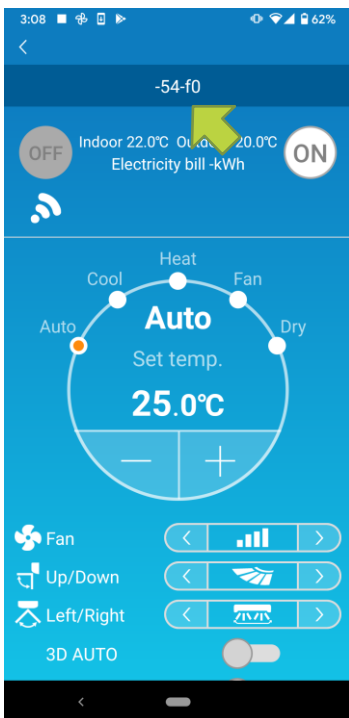 3:08 62%
-54-f0
OFF Indoor 22.0℃ 20.0℃ ON
Electricity bill -kWh
Heat
Cool Fan
Auto Auto Dry
Set temp.
25.0℃
Fan
Up/Down
Left/Right
3D AUTO